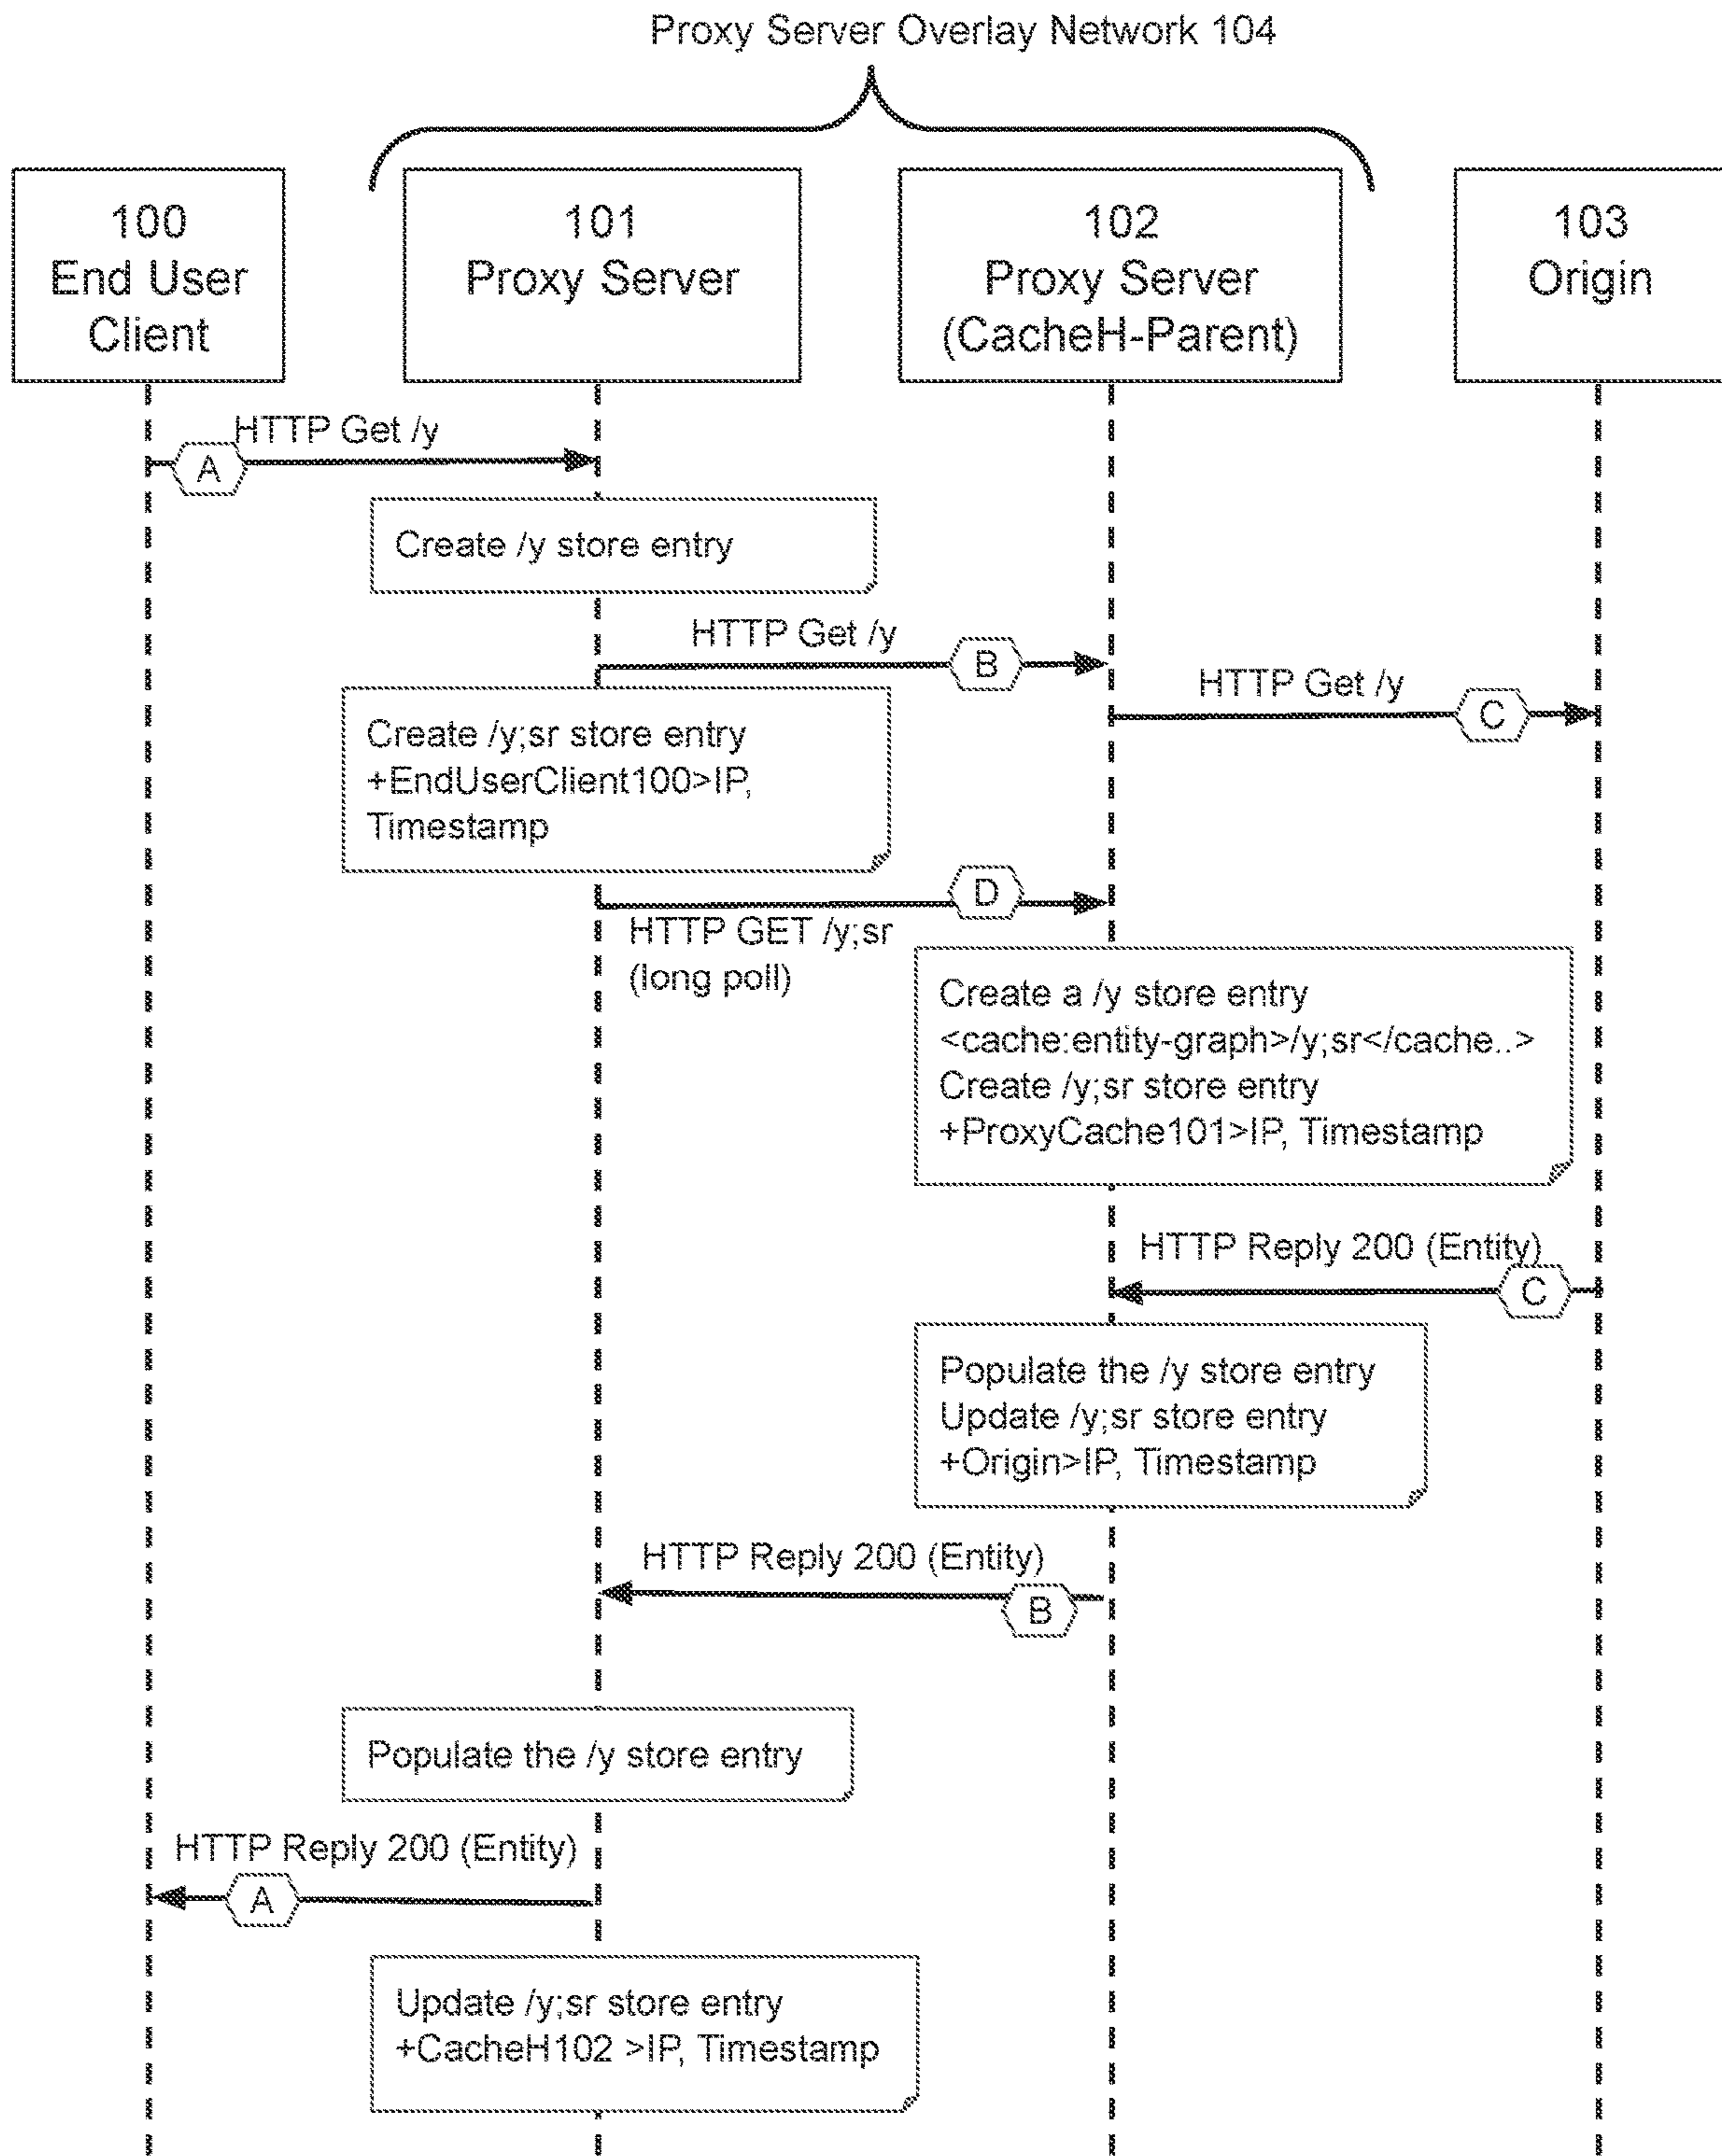 Proxy Server Overlay Network 104
100
End User
Client
101
Proxy Server
102
Proxy Server
(CacheH-Parent)
103
Origin
HTTP Get /y
A
Create /y store entry
HTTP Get /y
B
HTTP Get /y
C
Create /y;sr store entry
+EndUserClient100>IP,
Timestamp
D
HTTP GET /y;sr
(long poll)
Create a /y store entry
<cache:entity-graph>/y;sr</cache..>
Create /y;sr store entry
+ProxyCache101>IP, Timestamp
HTTP Reply 200 (Entity)
C
Populate the /y store entry
Update /y;sr store entry
+Origin>IP, Timestamp
HTTP Reply 200 (Entity)
B
Populate the /y store entry
HTTP Reply 200 (Entity)
A
Update /y;sr store entry
+CacheH102 >IP, Timestamp